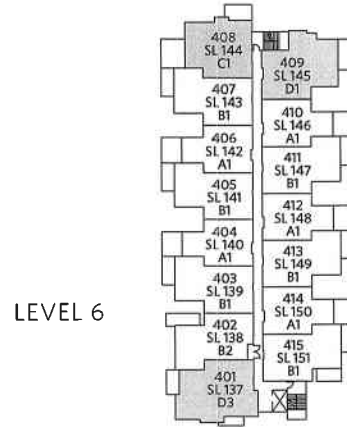 408
SL 144
C1
409
SL 145
D1
407
SL 143
B1
410
SL 146
A1
406
SL 142
A1
411
SL 147
B1
405
SL 141
B1
412
SL 148
A1
404
SL 140
A1
413
SL 149
B1
403
SL 139
B1
414
SL 150
A1
LEVEL 6
402
SL 138
B2
415
SL 151
B1
401
SL 137
D3